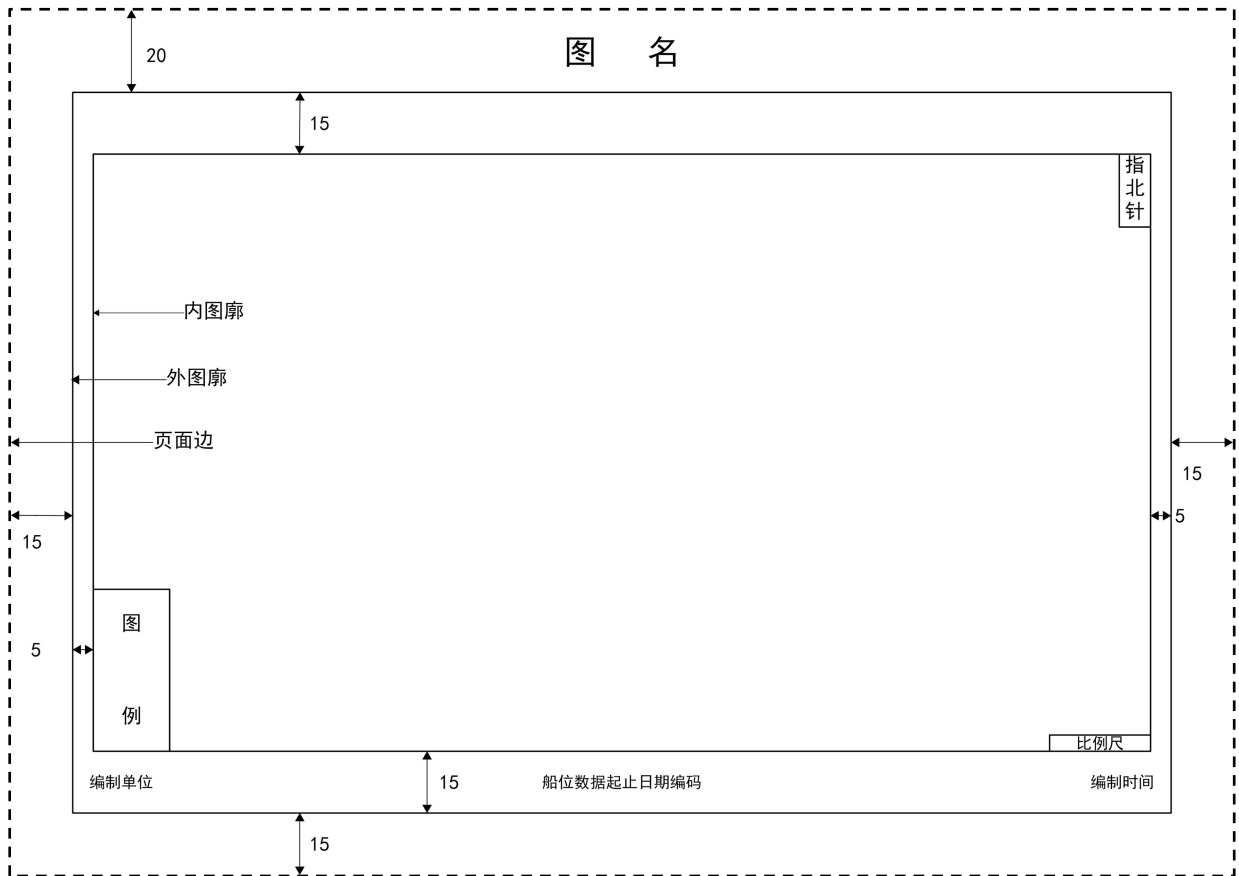 图 名
20
15
指北针
内图廓
外图廓
页面边
15
15
5
图例
5
比例尺
编制单位
15
船位数据起止日期编码
编制时间
15